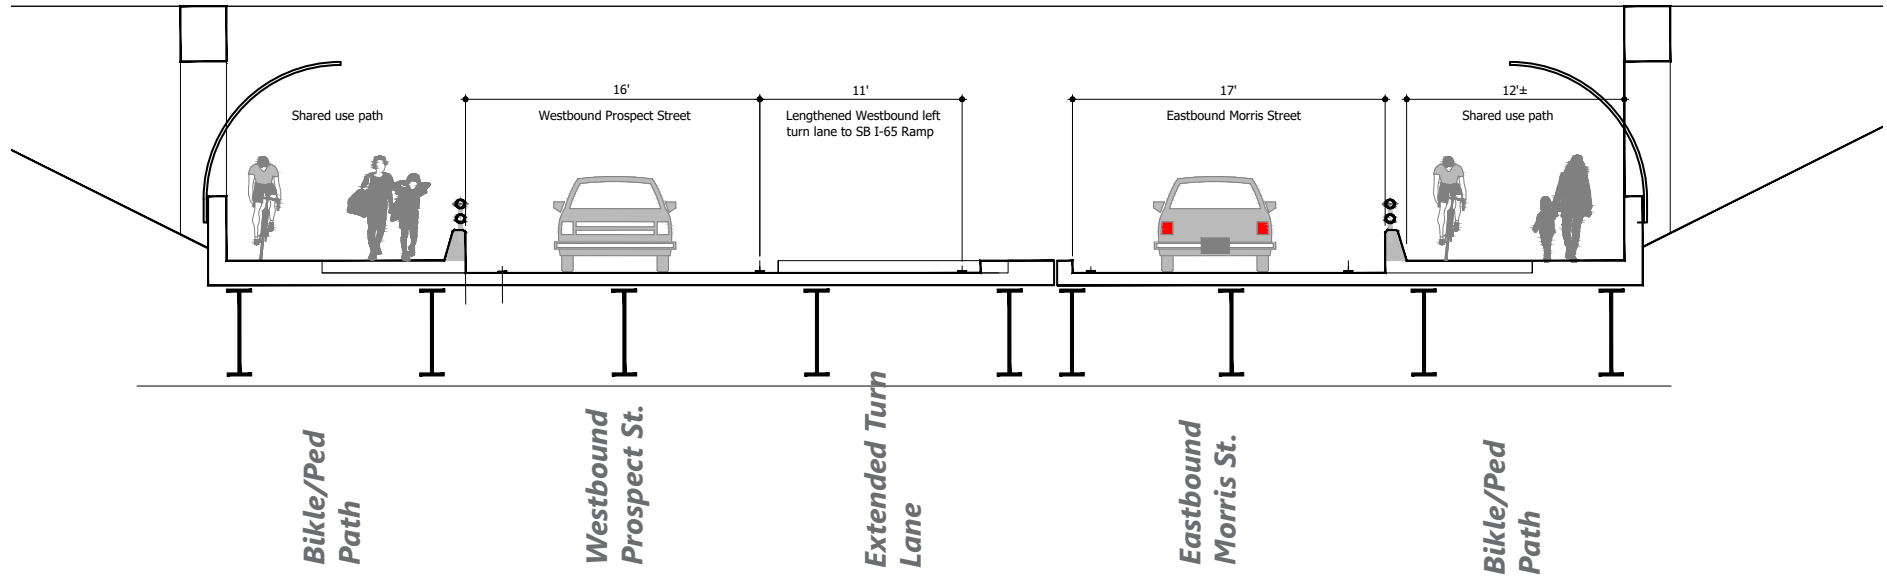 16'
11'
17'
12'±
Shared use path
Westbound Prospect Street
Lengthened Westbound left
turn lane to SB I-65 Ramp
Eastbound Morris Street
Shared use path
Bikle/Ped
Path
Westbound
Prospect St.
Extended Turn
Lane
Eastbound
Morris St.
Bikle/Ped
Path